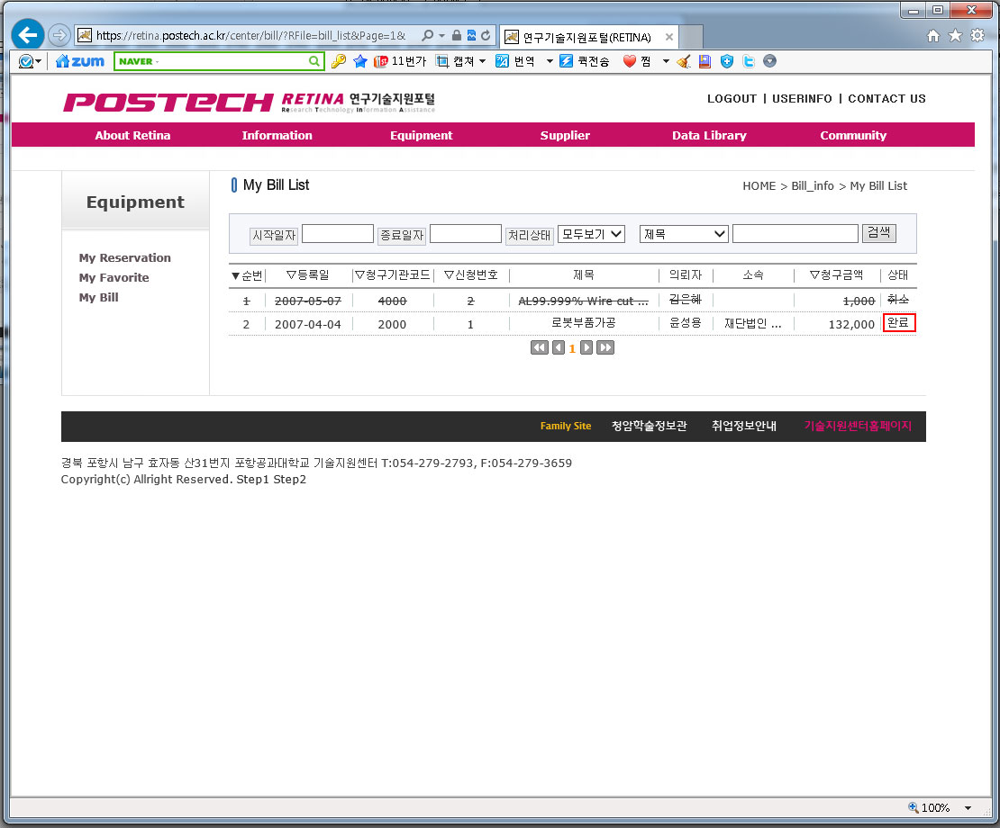 https://retina.postech.ac.kr/center/bill/?RFile=bill_list&Page=1& 연구기술지원포털(RETINA)
zum NAVER 11번가 캡쳐 번역 퀵전송 찜
POSTECH RETINA 연구기술지원포털
Research Technology Information Assistance
LOGOUT | USERINFO | CONTACT US
About Retina Information Equipment Supplier Data Library Community
Equipment
My Reservation
My Favorite
My Bill
My Bill List
HOME > Bill_info > My Bill List
시작일자 종료일자 처리상태 모두보기 제목 검색
▼순번 ▽등록일 ▽청구기관코드 ▽신청번호 제목 의뢰자 소속 ▽청구금액 상태
1 2007-05-07 4000 2 AL99.999% Wire cut ... 김은혜 1,000 취소
2 2007-04-04 2000 1 로봇부품가공 윤성용 재단법인 ... 132,000 완료
1
Family Site 청암학술정보관 취업정보안내 기술지원센터홈페이지
경북 포항시 남구 효자동 산31번지 포항공과대학교 기술지원센터 T:054-279-2793, F:054-279-3659
Copyright(c) Allright Reserved. Step1 Step2
100%